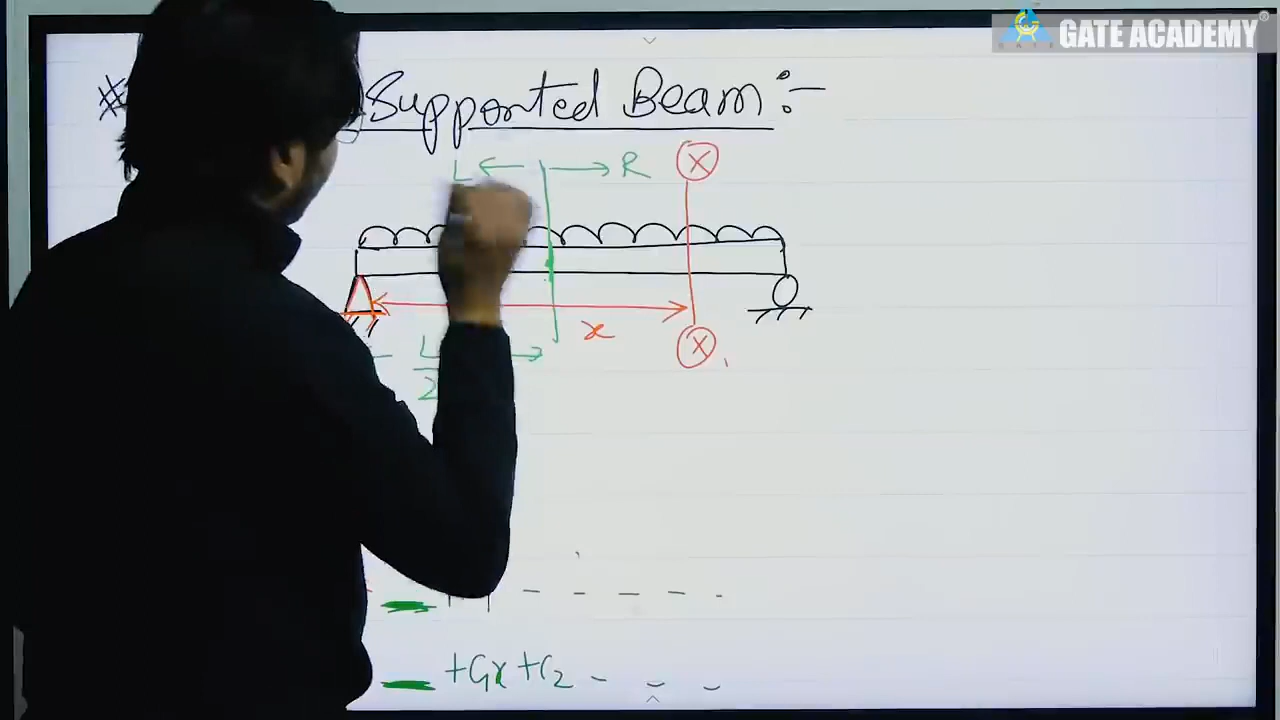 GATE ACADEMY®
# Supported Beam :-
L ← → R X
x X
L
2
+C₁x + C₂ - - -